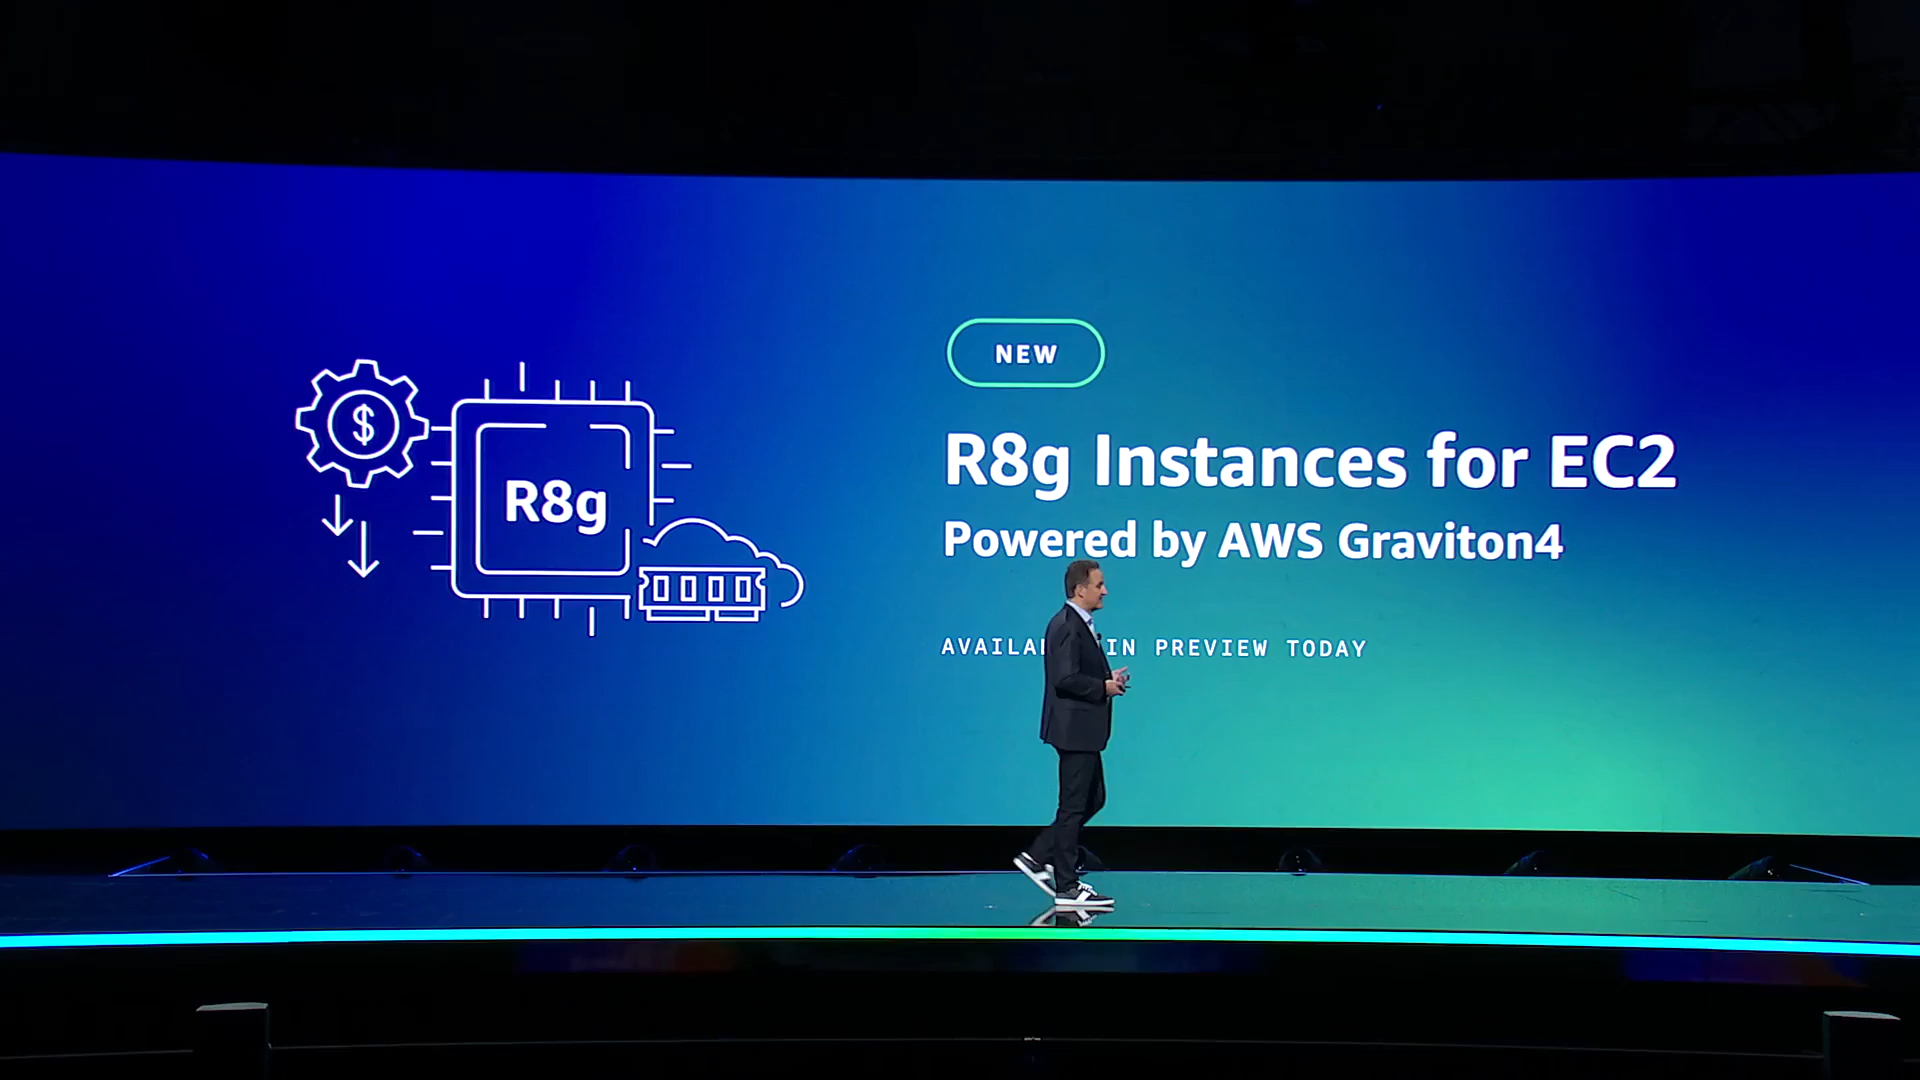 $
R8g
NEW
R8g Instances for EC2
Powered by AWS Graviton4
IN PREVIEW TODAY